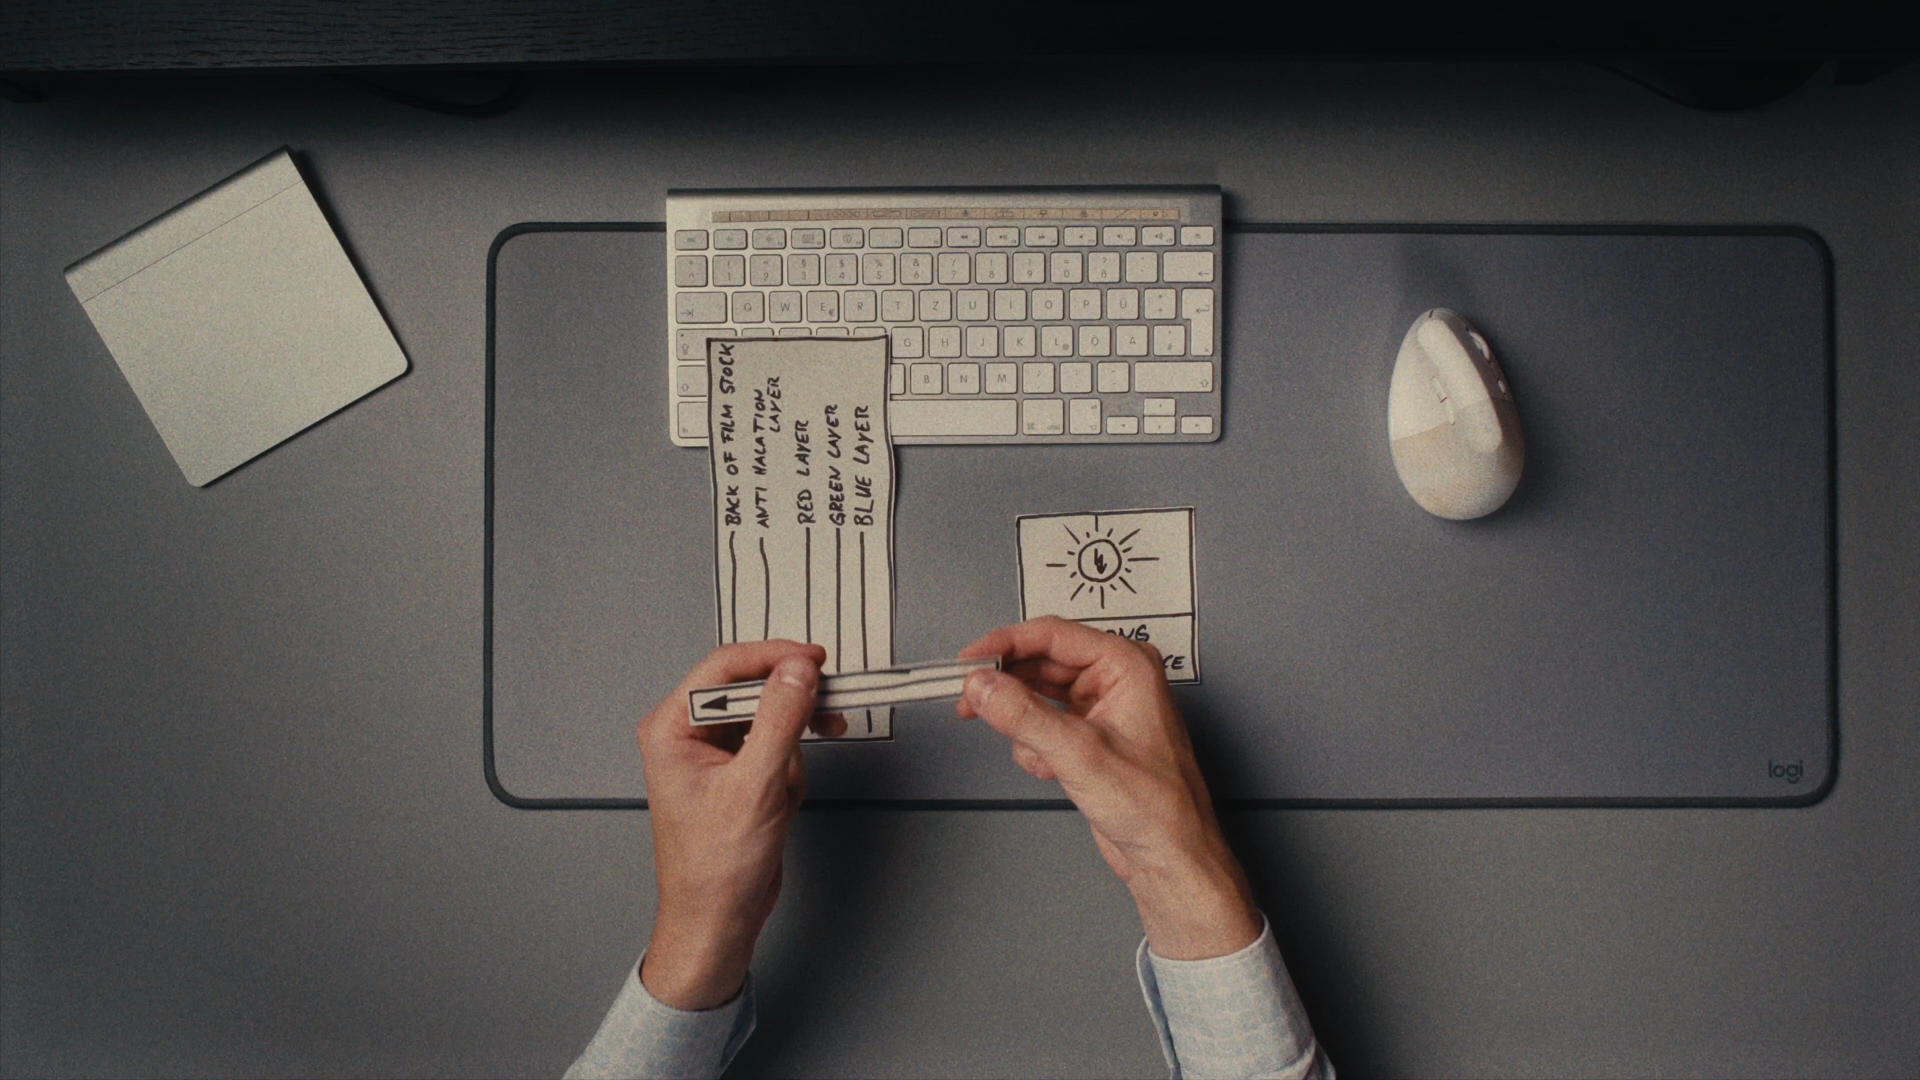 BACK OF FILM STOCK
ANTI HALATION
LAYER
RED LAYER
GREEN LAYER
BLUE LAYER
Q W E R T Z U I O P Ü
G H J K L Ö Ä
B N M
logi